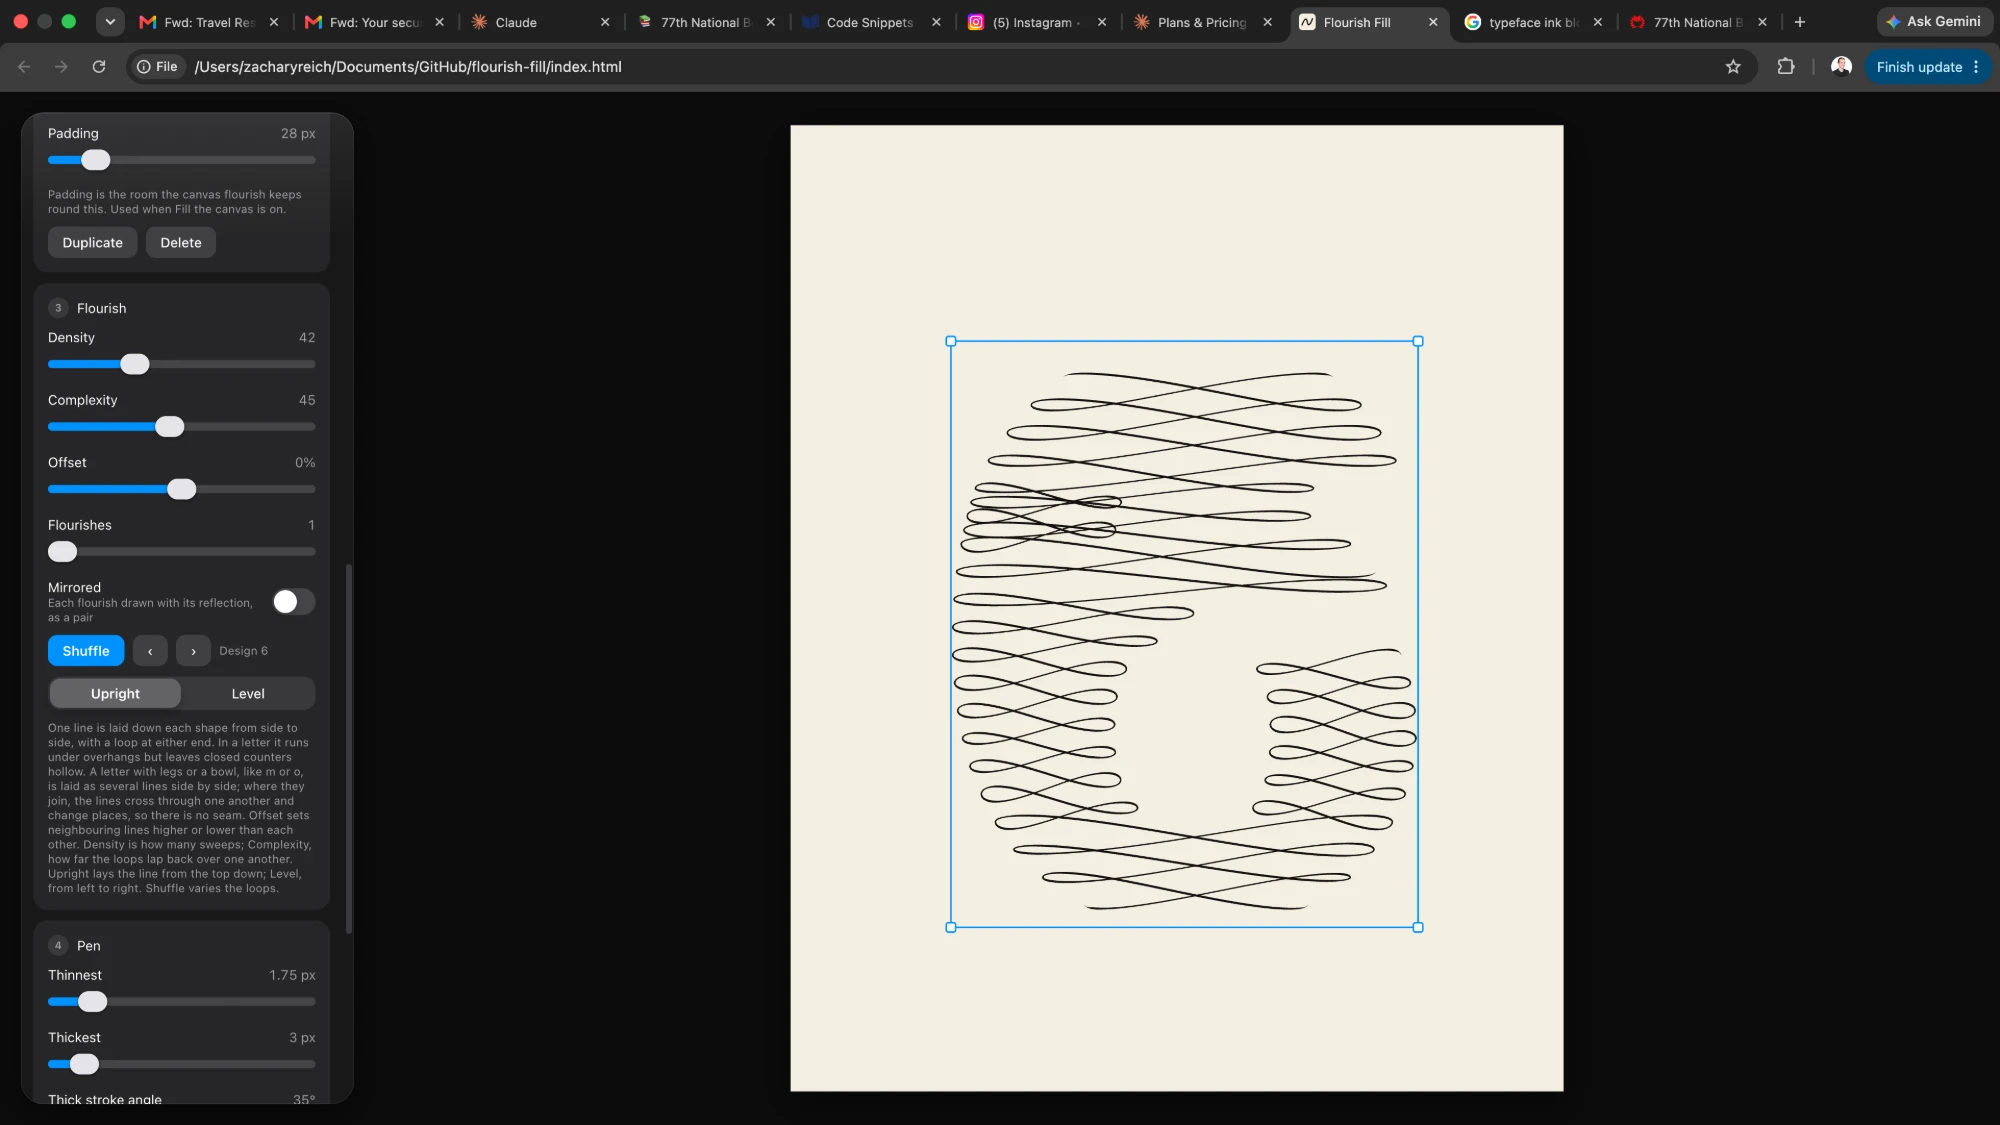 Fwd: Travel Res
Fwd: Your secu
Claude
77th National B
Code Snippets
(5) Instagram •
Plans & Pricing
Flourish Fill
typeface ink ble
77th National B
Ask Gemini
File
/Users/zacharyreich/Documents/GitHub/flourish-fill/index.html
Finish update
Padding
28 px
Padding is the room the canvas flourish keeps
round this. Used when Fill the canvas is on.
Duplicate
Delete
3 Flourish
Density
42
Complexity
45
Offset
0%
Flourishes
1
Mirrored
Each flourish drawn with its reflection,
as a pair
Shuffle
‹
›
Design 6
Upright
Level
One line is laid down each shape from side to
side, with a loop at either end. In a letter it runs
under overhangs but leaves closed counters
hollow. A letter with legs or a bowl, like m or o,
is laid as several lines side by side; where they
join, the lines cross through one another and
change places, so there is no seam. Offset sets
neighbouring lines higher or lower than each
other. Density is how many sweeps; Complexity,
how far the loops lap back over one another.
Upright lays the line from the top down; Level,
from left to right. Shuffle varies the loops.
4 Pen
Thinnest
1.75 px
Thickest
3 px
Thick stroke angle
35°